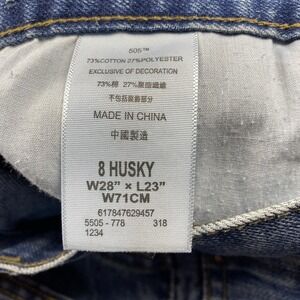 505™
73%COTTON 27%POLYESTER
EXCLUSIVE OF DECORATION
73%棉 27%聚脂纖維
不包括裝飾部分
MADE IN CHINA
中國製造
8 HUSKY
W28" × L23"
W71CM
617847629457
5505 - 778 318
1234